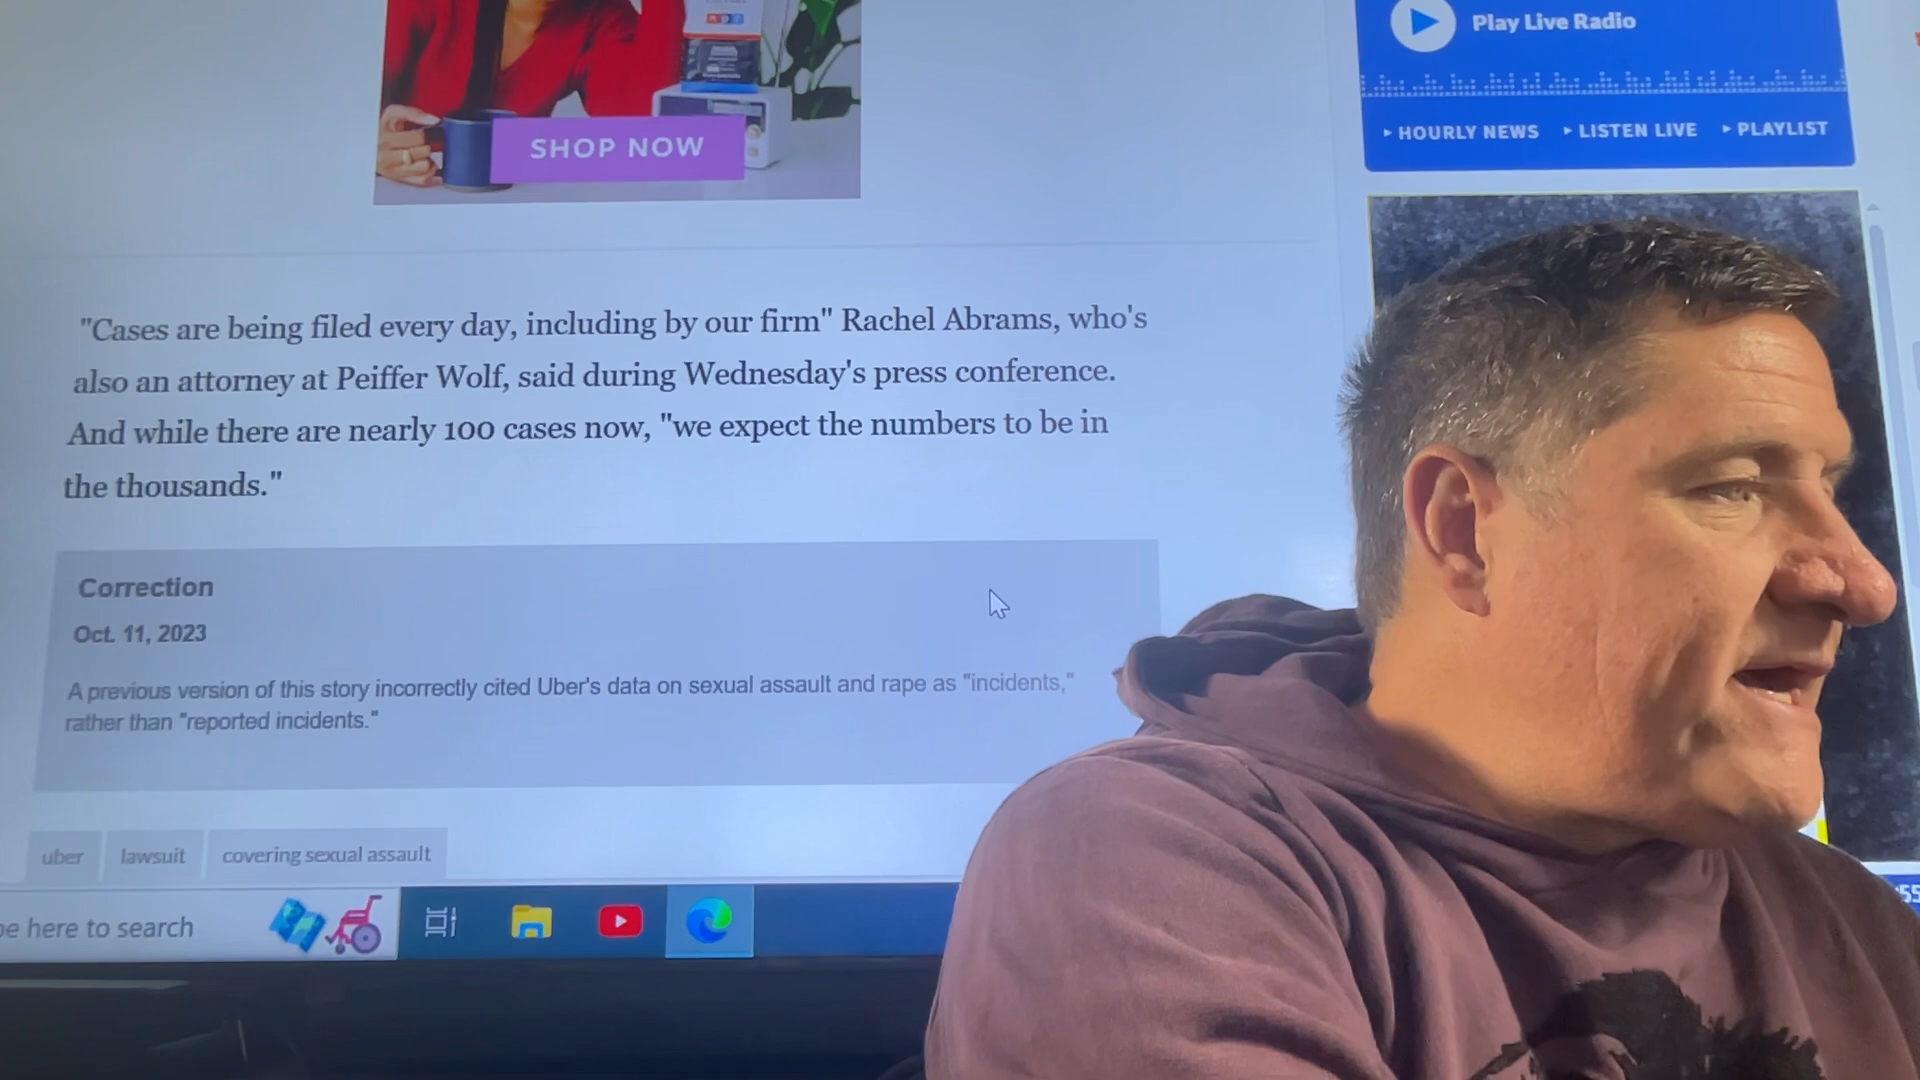 npr
SHOP NOW
Play Live Radio
HOURLY NEWS
LISTEN LIVE
PLAYLIST
"Cases are being filed every day, including by our firm" Rachel Abrams, who's
also an attorney at Peiffer Wolf, said during Wednesday's press conference.
And while there are nearly 100 cases now, "we expect the numbers to be in
the thousands."
Correction
Oct. 11, 2023
A previous version of this story incorrectly cited Uber's data on sexual assault and rape as "incidents,"
rather than "reported incidents."
uber
lawsuit
covering sexual assault
pe here to search
:55